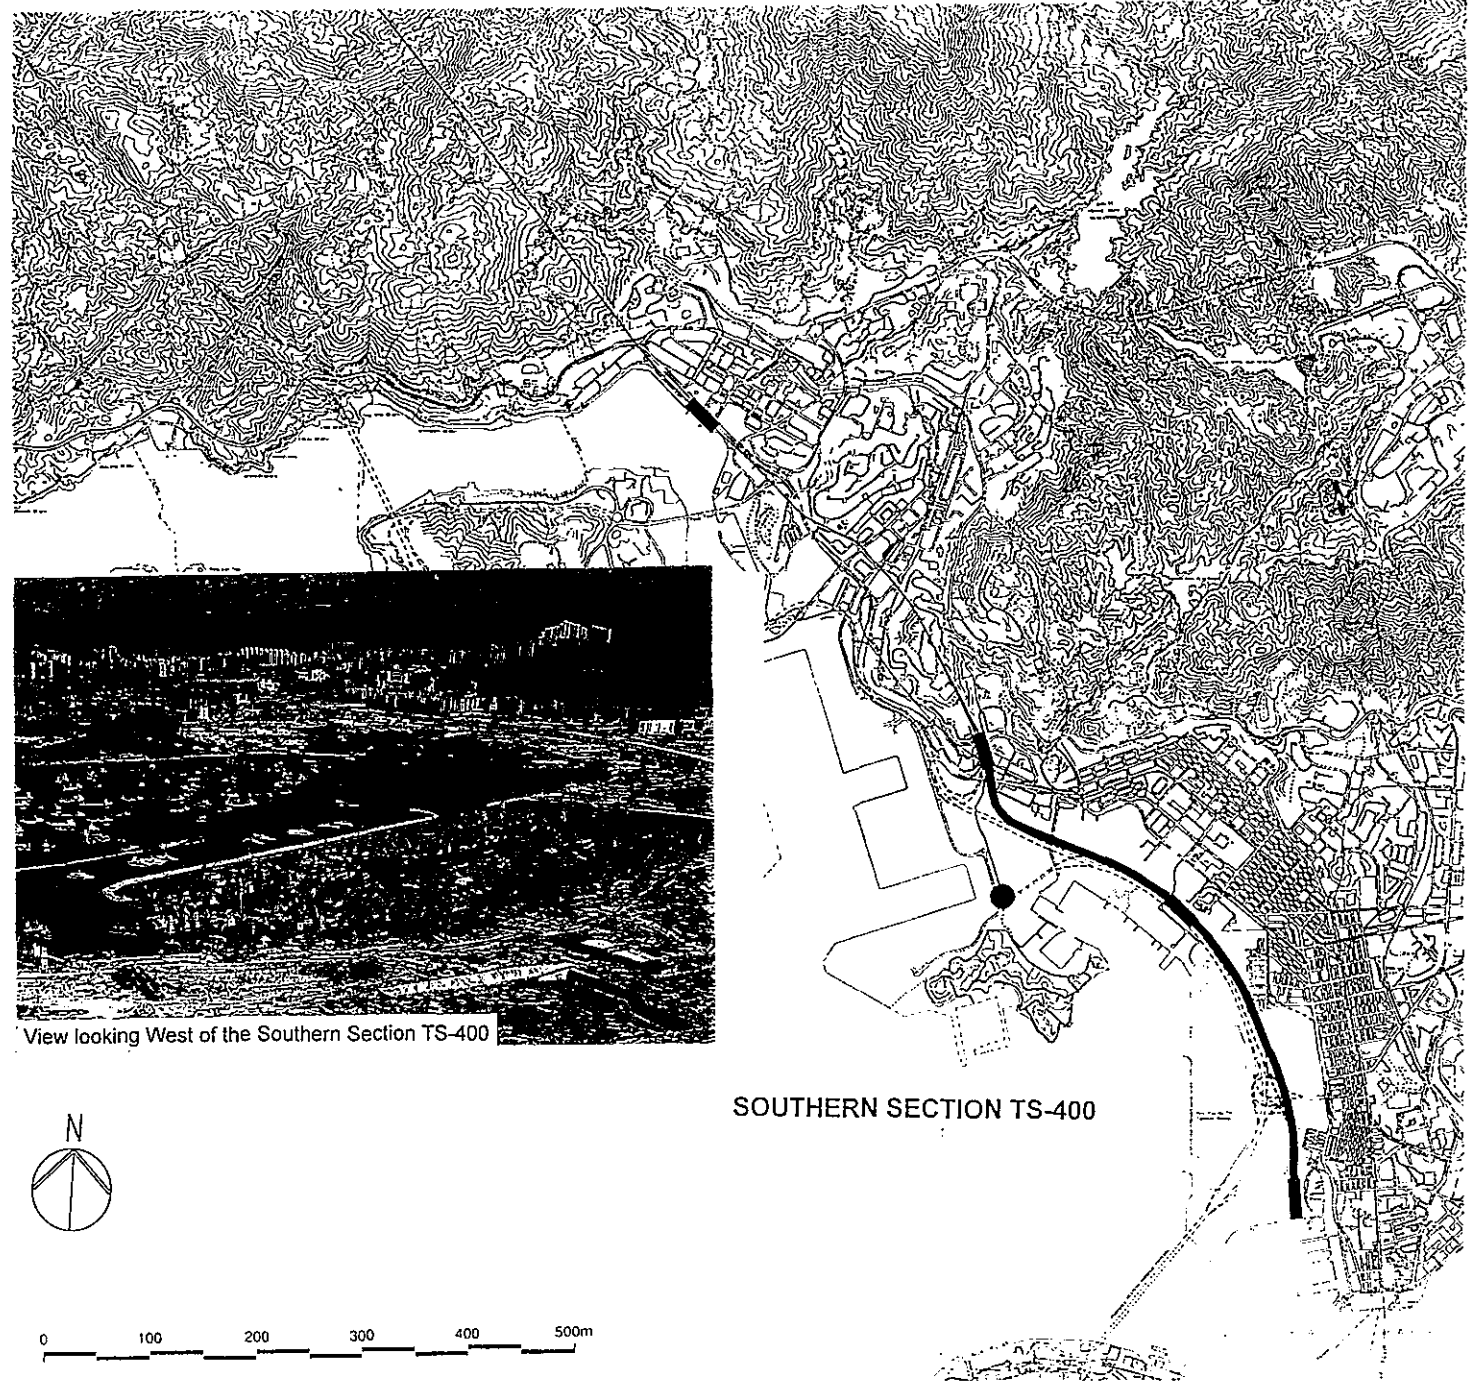 View looking West of the Southern Section TS-400
SOUTHERN SECTION TS-400
N
0 100 200 300 400 500m